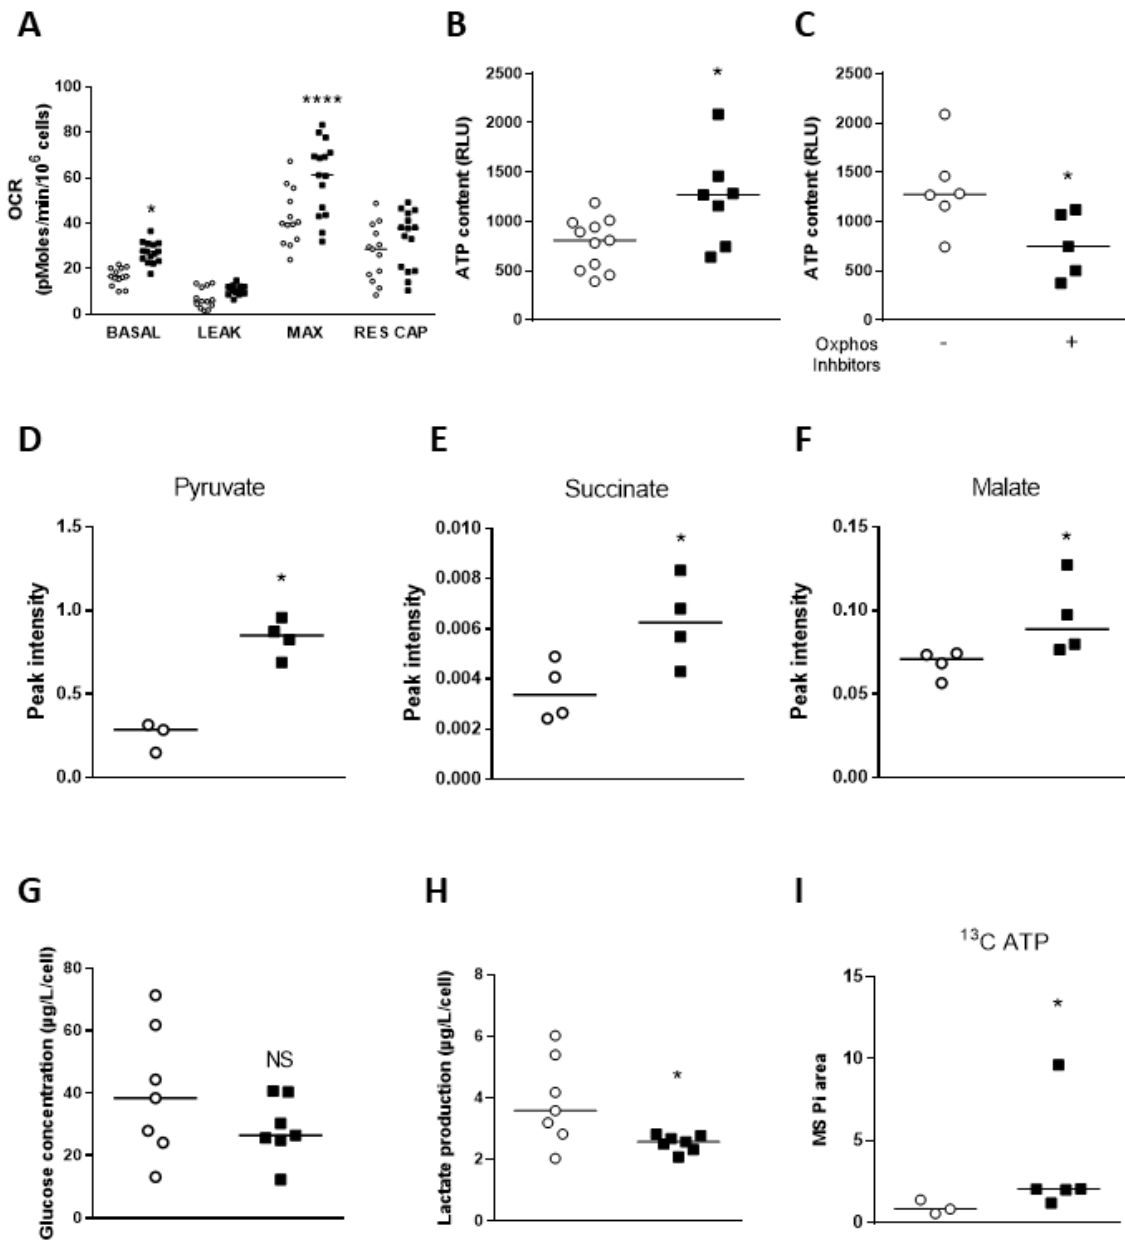 A
B
C
OCR
(pMoles/min/10⁶ cells)
100
80
60
40
20
0
*
****
BASAL LEAK MAX RES CAP
ATP content (RLU)
2500
2000
1500
1000
500
0
*
ATP content (RLU)
2500
2000
1500
1000
500
0
*
Oxphos
Inhbitors
- +
D
E
F
Pyruvate
Peak intensity
1.5
1.0
0.5
0.0
*
Succinate
Peak intensity
0.010
0.008
0.006
0.004
0.002
0.000
*
Malate
Peak intensity
0.15
0.10
0.05
0.00
*
G
H
I
Glucose concentration (µg/L/cell)
80
60
40
20
0
NS
Lactate production (µg/L/cell)
8
6
4
2
0
*
¹³C ATP
MS Pi area
15
10
5
0
*